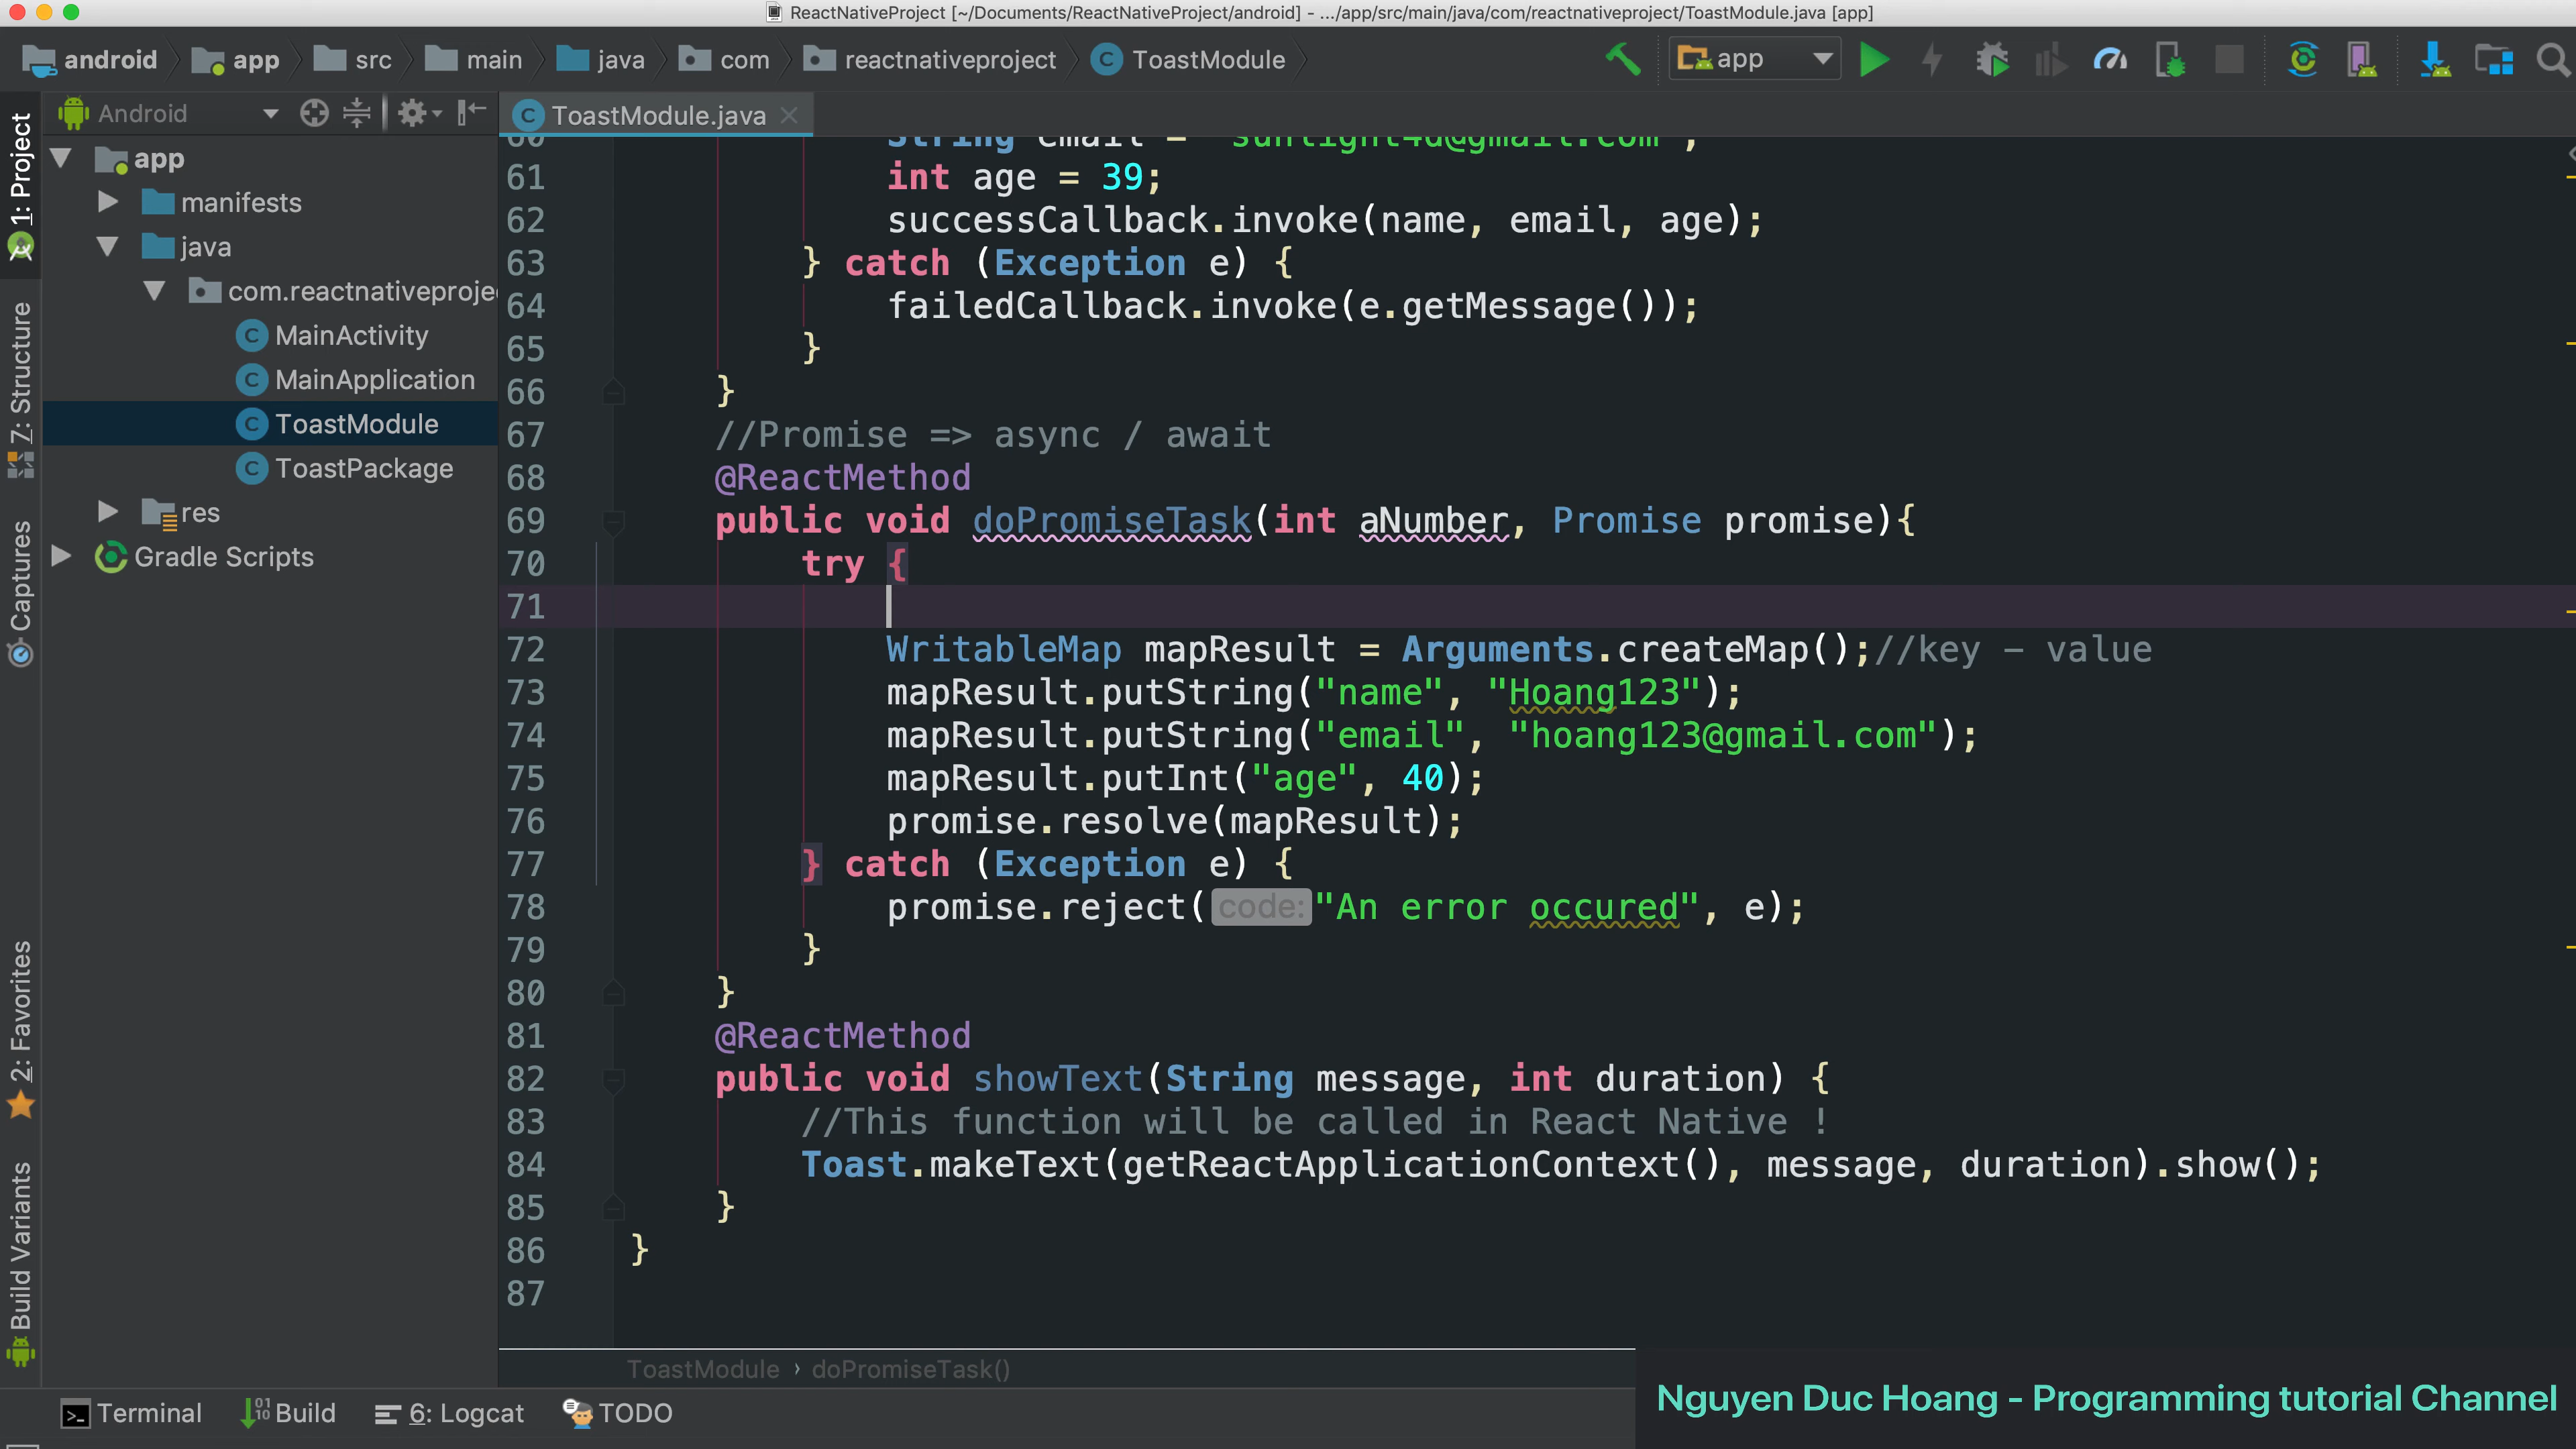 ReactNativeProject [~/Documents/ReactNativeProject/android] - .../app/src/main/java/com/reactnativeproject/ToastModule.java [app]
android app src main java com reactnativeproject ToastModule
app
Android
ToastModule.java
1: Project
7: Structure
Captures
2: Favorites
Build Variants
app
manifests
java
com.reactnativeproje
MainActivity
MainApplication
ToastModule
ToastPackage
res
Gradle Scripts
60 String email = "sunlight4d@gmail.com";
61 int age = 39;
62 successCallback.invoke(name, email, age);
63 } catch (Exception e) {
64 failedCallback.invoke(e.getMessage());
65 }
66 }
67 //Promise => async / await
68 @ReactMethod
69 public void doPromiseTask(int aNumber, Promise promise){
70 try {
71
72 WritableMap mapResult = Arguments.createMap();//key - value
73 mapResult.putString("name", "Hoang123");
74 mapResult.putString("email", "hoang123@gmail.com");
75 mapResult.putInt("age", 40);
76 promise.resolve(mapResult);
77 } catch (Exception e) {
78 promise.reject( code: "An error occured", e);
79 }
80 }
81 @ReactMethod
82 public void showText(String message, int duration) {
83 //This function will be called in React Native !
84 Toast.makeText(getReactApplicationContext(), message, duration).show();
85 }
86 }
87
ToastModule › doPromiseTask()
Terminal Build 6: Logcat TODO
Nguyen Duc Hoang - Programming tutorial Channel